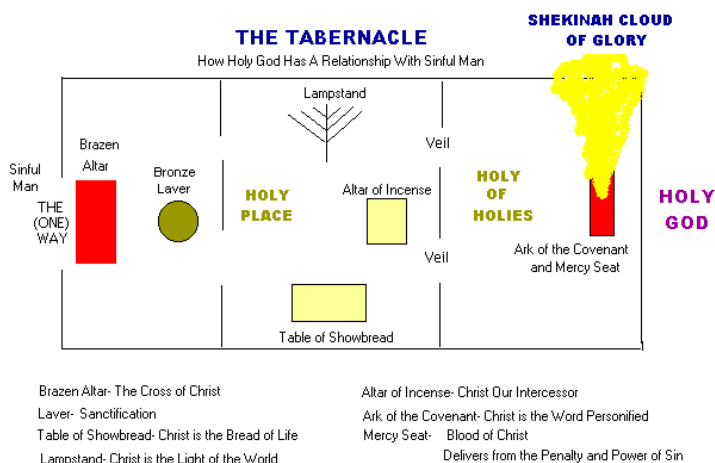 SHEKINAH CLOUD
OF GLORY
THE TABERNACLE
How Holy God Has A Relationship With Sinful Man
Lampstand
Brazen
Altar
Veil
Sinful
Man
Bronze
Laver
THE
(ONE)
WAY
HOLY
PLACE
Altar of Incense
HOLY
OF
HOLIES
HOLY
GOD
Veil
Ark of the Covenant
and Mercy Seat
Table of Showbread
Brazen Altar- The Cross of Christ
Laver- Sanctification
Table of Showbread- Christ is the Bread of Life
Lampstand- Christ is the Light of the World
Altar of Incense- Christ Our Intercessor
Ark of the Covenant- Christ is the Word Personified
Mercy Seat- Blood of Christ
Delivers from the Penalty and Power of Sin